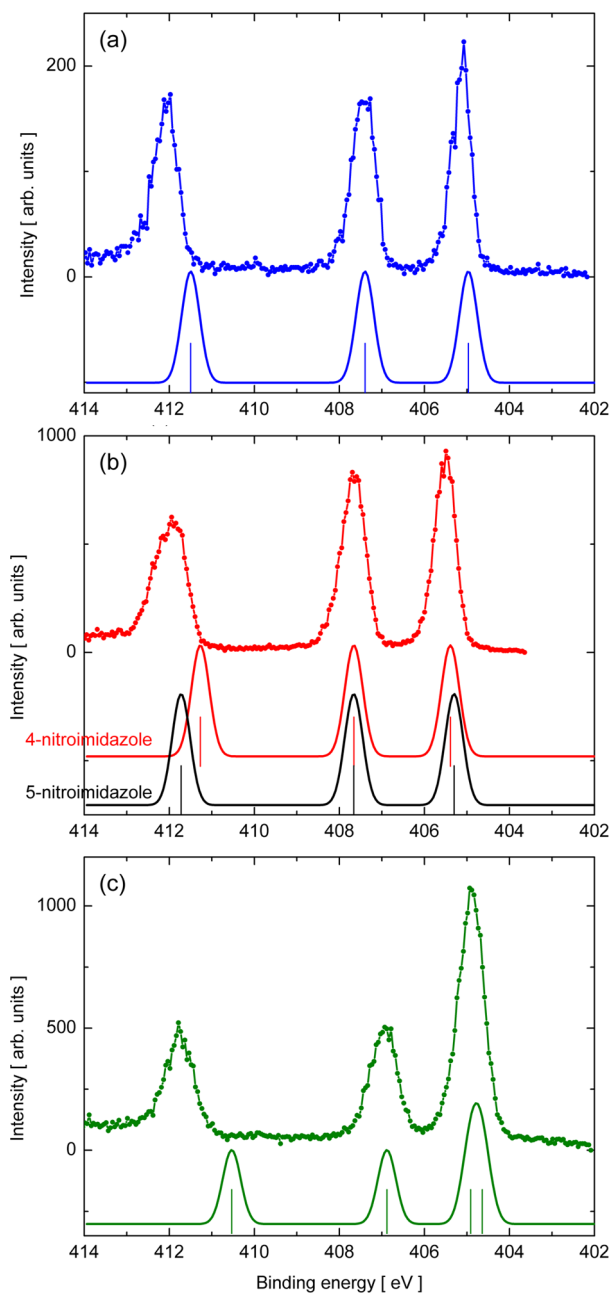 (a)
200
0
Intensity [ arb. units ]
414 412 410 408 406 404 402
(b)
1000
0
Intensity [ arb. units ]
4-nitroimidazole
5-nitroimidazole
414 412 410 408 406 404 402
(c)
1000
500
0
Intensity [ arb. units ]
414 412 410 408 406 404 402
Binding energy [ eV ]